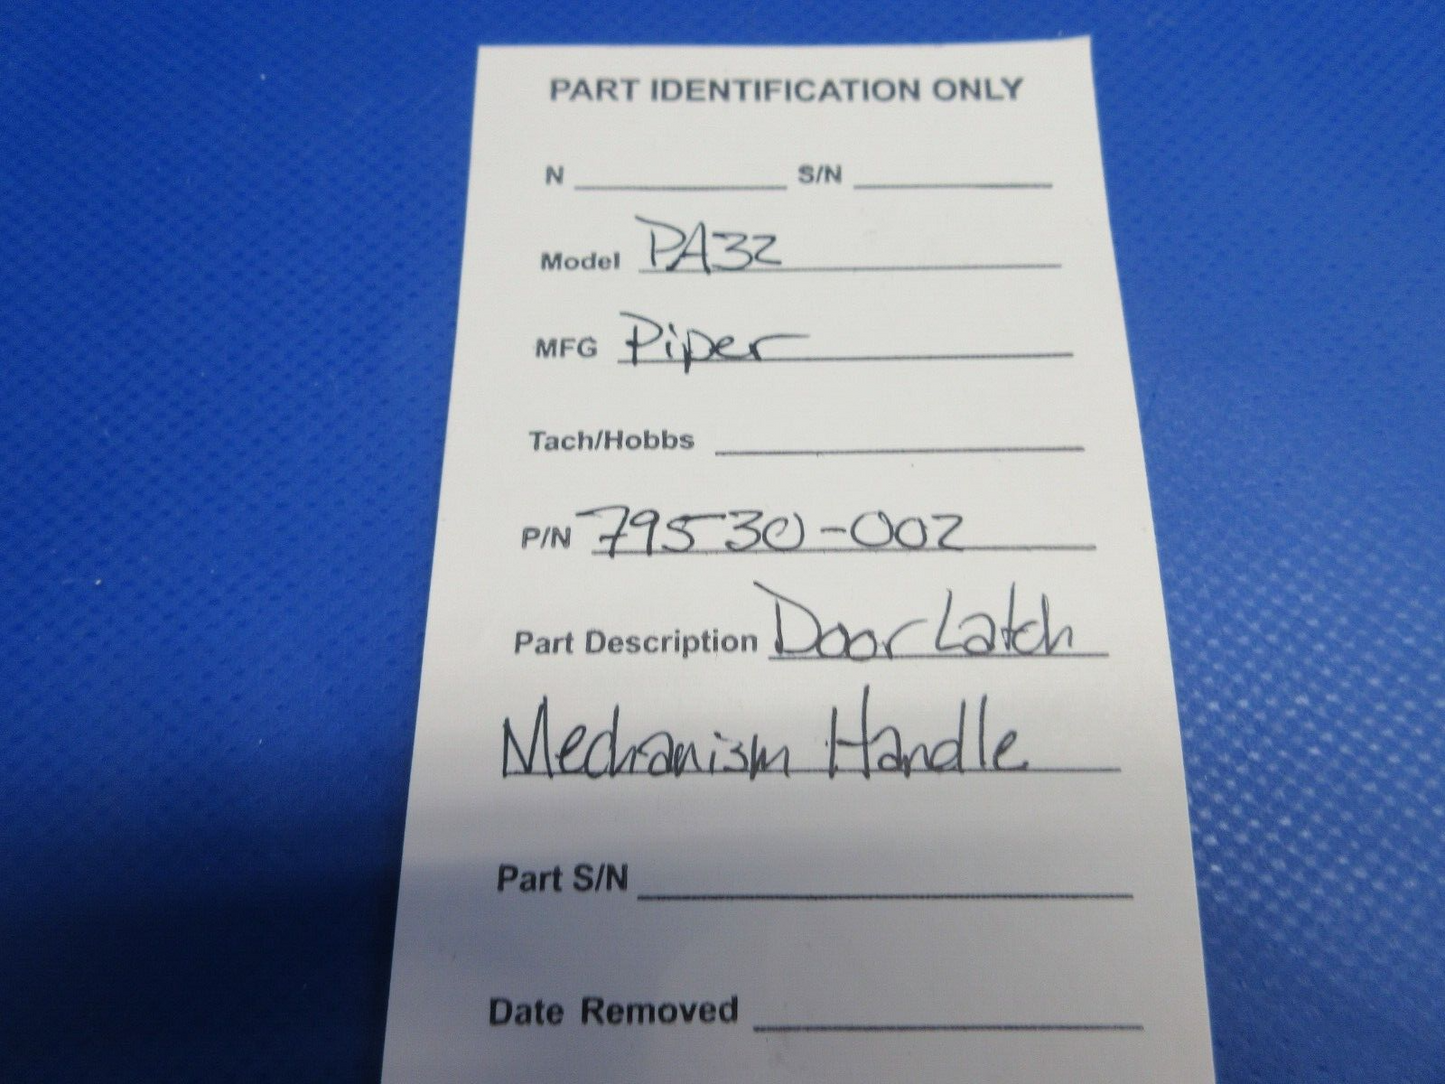 PART IDENTIFICATION ONLY
N S/N
Model PA32
MFG Piper
Tach/Hobbs
P/N 79530-002
Part Description Door Latch
Mechanism Handle
Part S/N
Date Removed